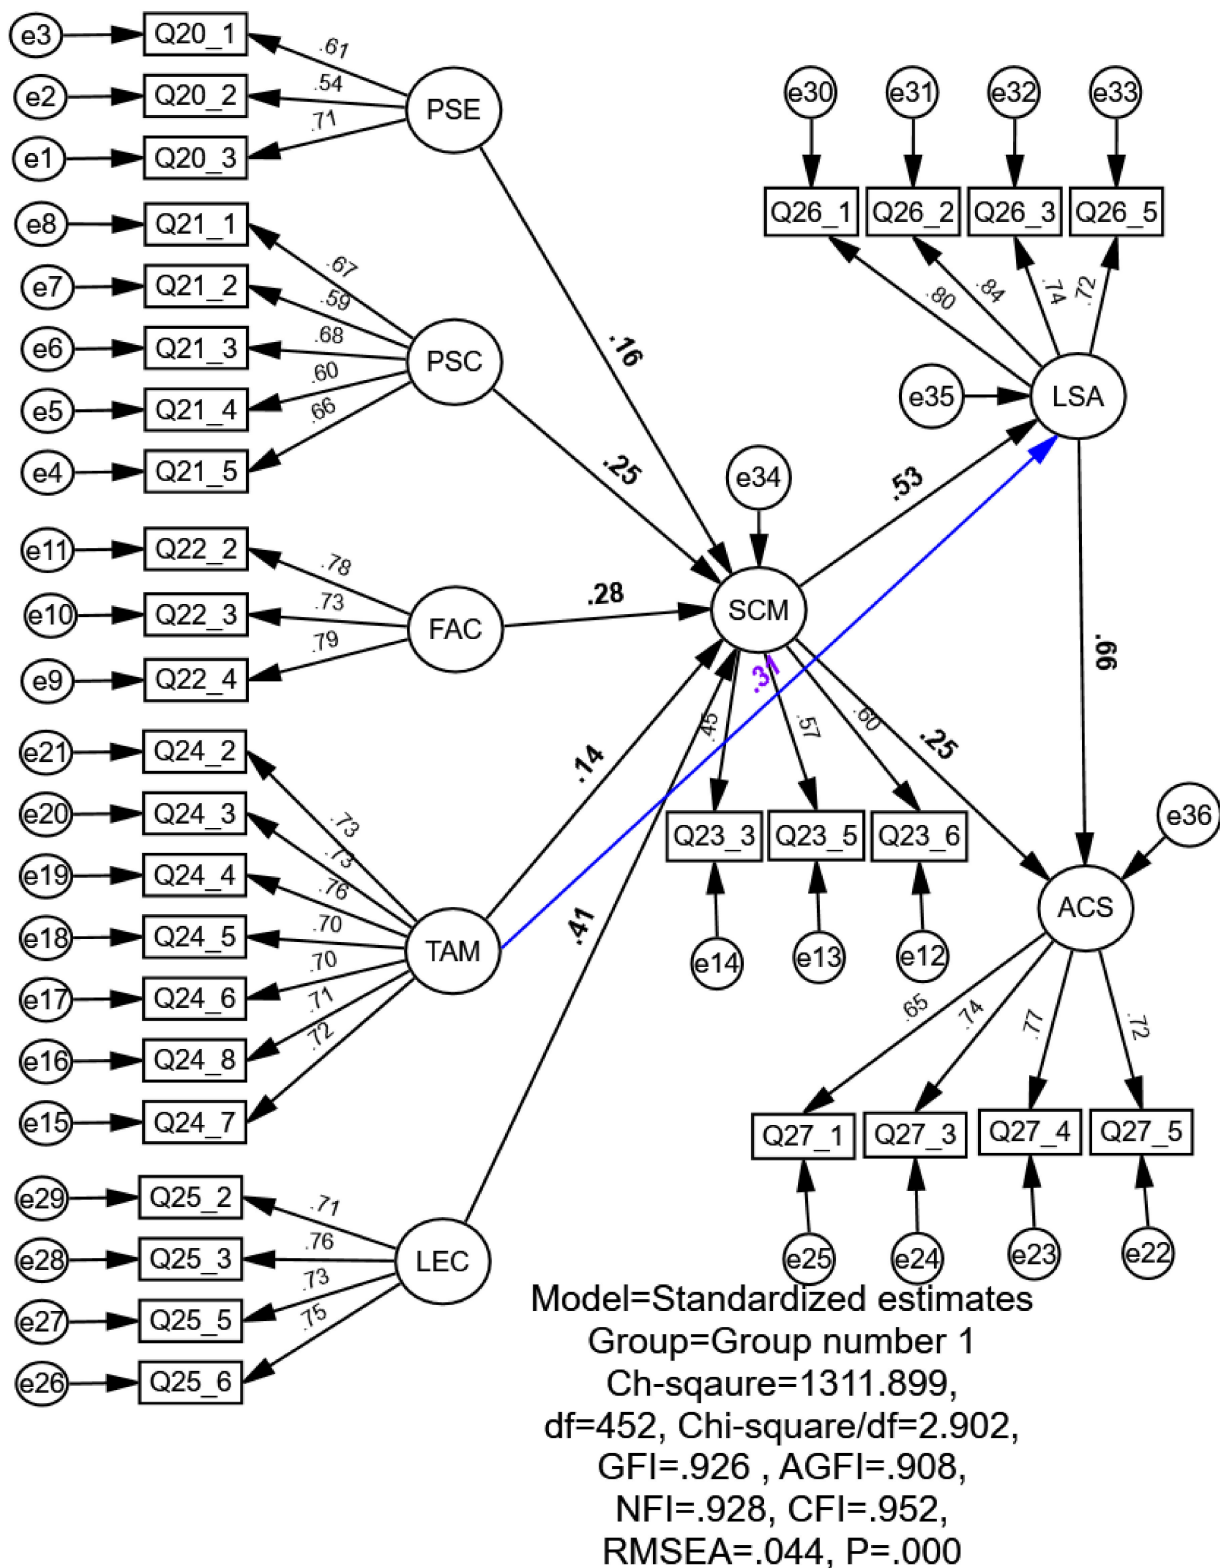 e3 Q20_1 .61
e2 Q20_2 .54 PSE
e1 Q20_3 .71
e8 Q21_1 .67
e7 Q21_2 .59
e6 Q21_3 .68 PSC
e5 Q21_4 .60
e4 Q21_5 .66
e11 Q22_2 .78
e10 Q22_3 .73 FAC
e9 Q22_4 .79
e21 Q24_2 .73
e20 Q24_3 .73
e19 Q24_4 .76
e18 Q24_5 .70 TAM
e17 Q24_6 .70
e16 Q24_8 .71
e15 Q24_7 .72
e29 Q25_2 .71
e28 Q25_3 .76 LEC
e27 Q25_5 .73
e26 Q25_6 .75
.16
.25
.28
.14
.41
e34
SCM
.53
.31
.45 .57 .60
.25
Q23_3 Q23_5 Q23_6
e14 e13 e12
e30 e31 e32 e33
Q26_1 Q26_2 Q26_3 Q26_5
.80 .84 .74 .72
e35 LSA
.66
e36
ACS
.65 .74 .77 .72
Q27_1 Q27_3 Q27_4 Q27_5
e25 e24 e23 e22
Model=Standardized estimates
Group=Group number 1
Ch-sqaure=1311.899,
df=452, Chi-square/df=2.902,
GFI=.926 , AGFI=.908,
NFI=.928, CFI=.952,
RMSEA=.044, P=.000